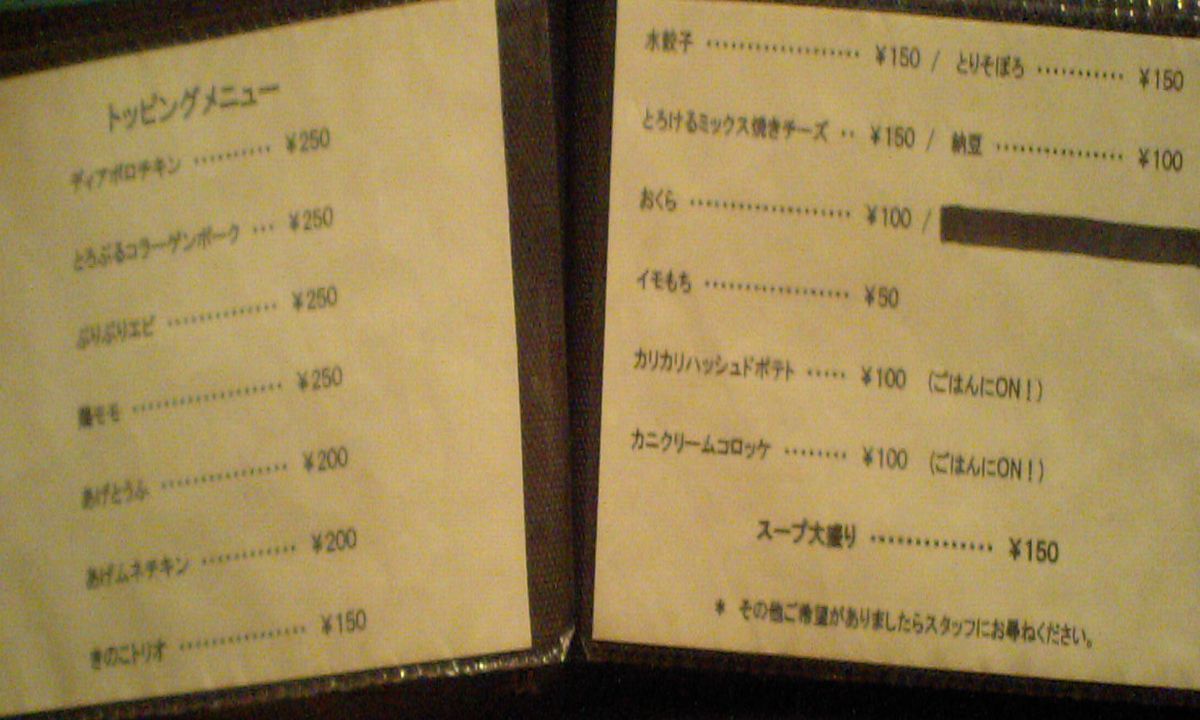 トッピングメニュー
ディアボロチキン ………… ¥250
とろぷるコラーゲンポーク … ¥250
ぷりぷりエビ ……………… ¥250
腸モモ …………………… ¥250
あげとうふ ………………… ¥200
あげムネチキン …………… ¥200
きのこトリオ ……………… ¥150
水餃子 …………………… ¥150 / とりそぼろ ………… ¥150
とろけるミックス焼きチーズ ‥ ¥150 / 納豆 ……………… ¥100
おくら …………………… ¥100 /
イモもち ………………… ¥50
カリカリハッシュドポテト …‥ ¥100 (ごはんにON!)
カニクリームコロッケ ……… ¥100 (ごはんにON!)
スープ大盛り …………… ¥150
* その他ご希望がありましたらスタッフにお尋ねください。